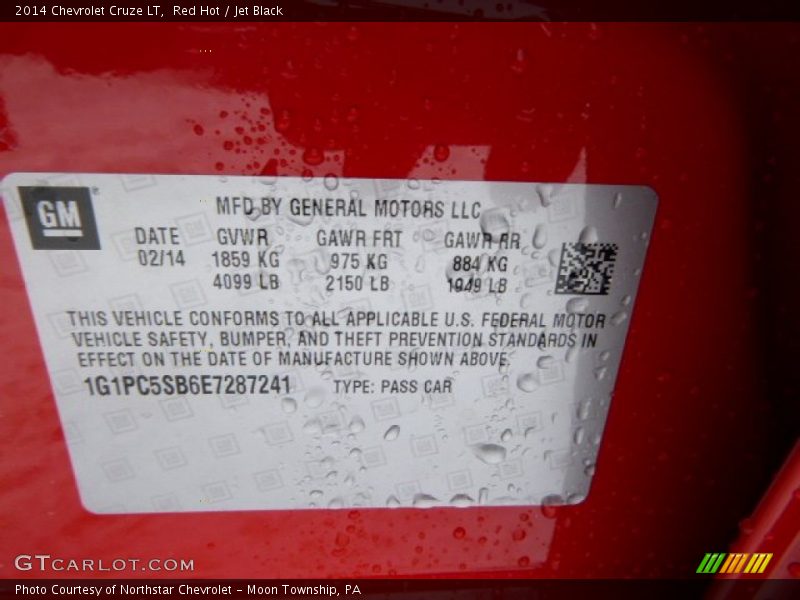 2014 Chevrolet Cruze LT, Red Hot / Jet Black
GM
MFD BY GENERAL MOTORS LLC
DATE GVWR GAWR FRT GAWR RR
02/14 1859 KG 975 KG 884 KG
4099 LB 2150 LB 1949 LB
THIS VEHICLE CONFORMS TO ALL APPLICABLE U.S. FEDERAL MOTOR
VEHICLE SAFETY, BUMPER, AND THEFT PREVENTION STANDARDS IN
EFFECT ON THE DATE OF MANUFACTURE SHOWN ABOVE.
1G1PC5SB6E7287241 TYPE: PASS CAR
GTCARLOT.COM
Photo Courtesy of Northstar Chevrolet - Moon Township, PA